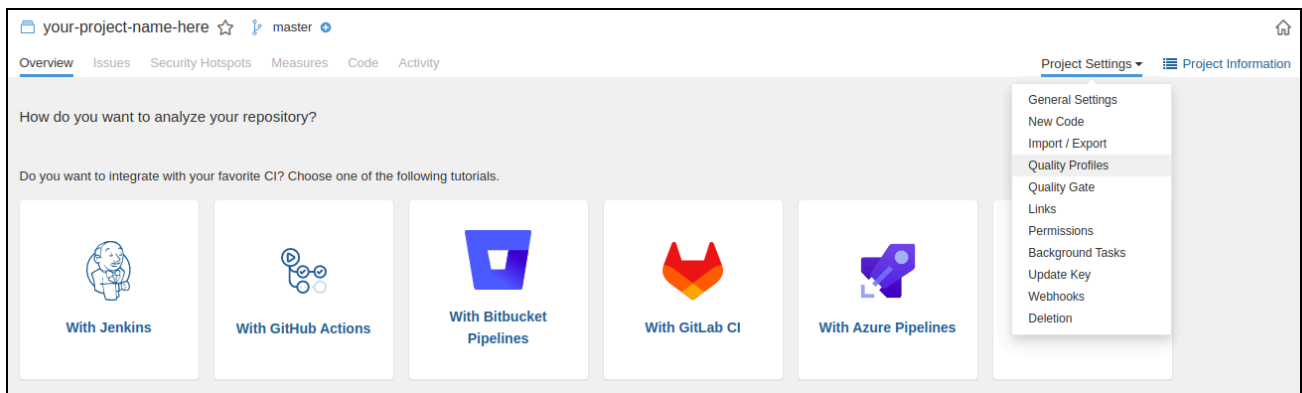 your-project-name-here master
Overview Issues Security Hotspots Measures Code Activity Project Settings Project Information
How do you want to analyze your repository?
Do you want to integrate with your favorite CI? Choose one of the following tutorials.
General Settings
New Code
Import / Export
Quality Profiles
Quality Gate
Links
Permissions
Background Tasks
Update Key
Webhooks
Deletion
With Jenkins
With GitHub Actions
With Bitbucket
Pipelines
With GitLab CI
With Azure Pipelines